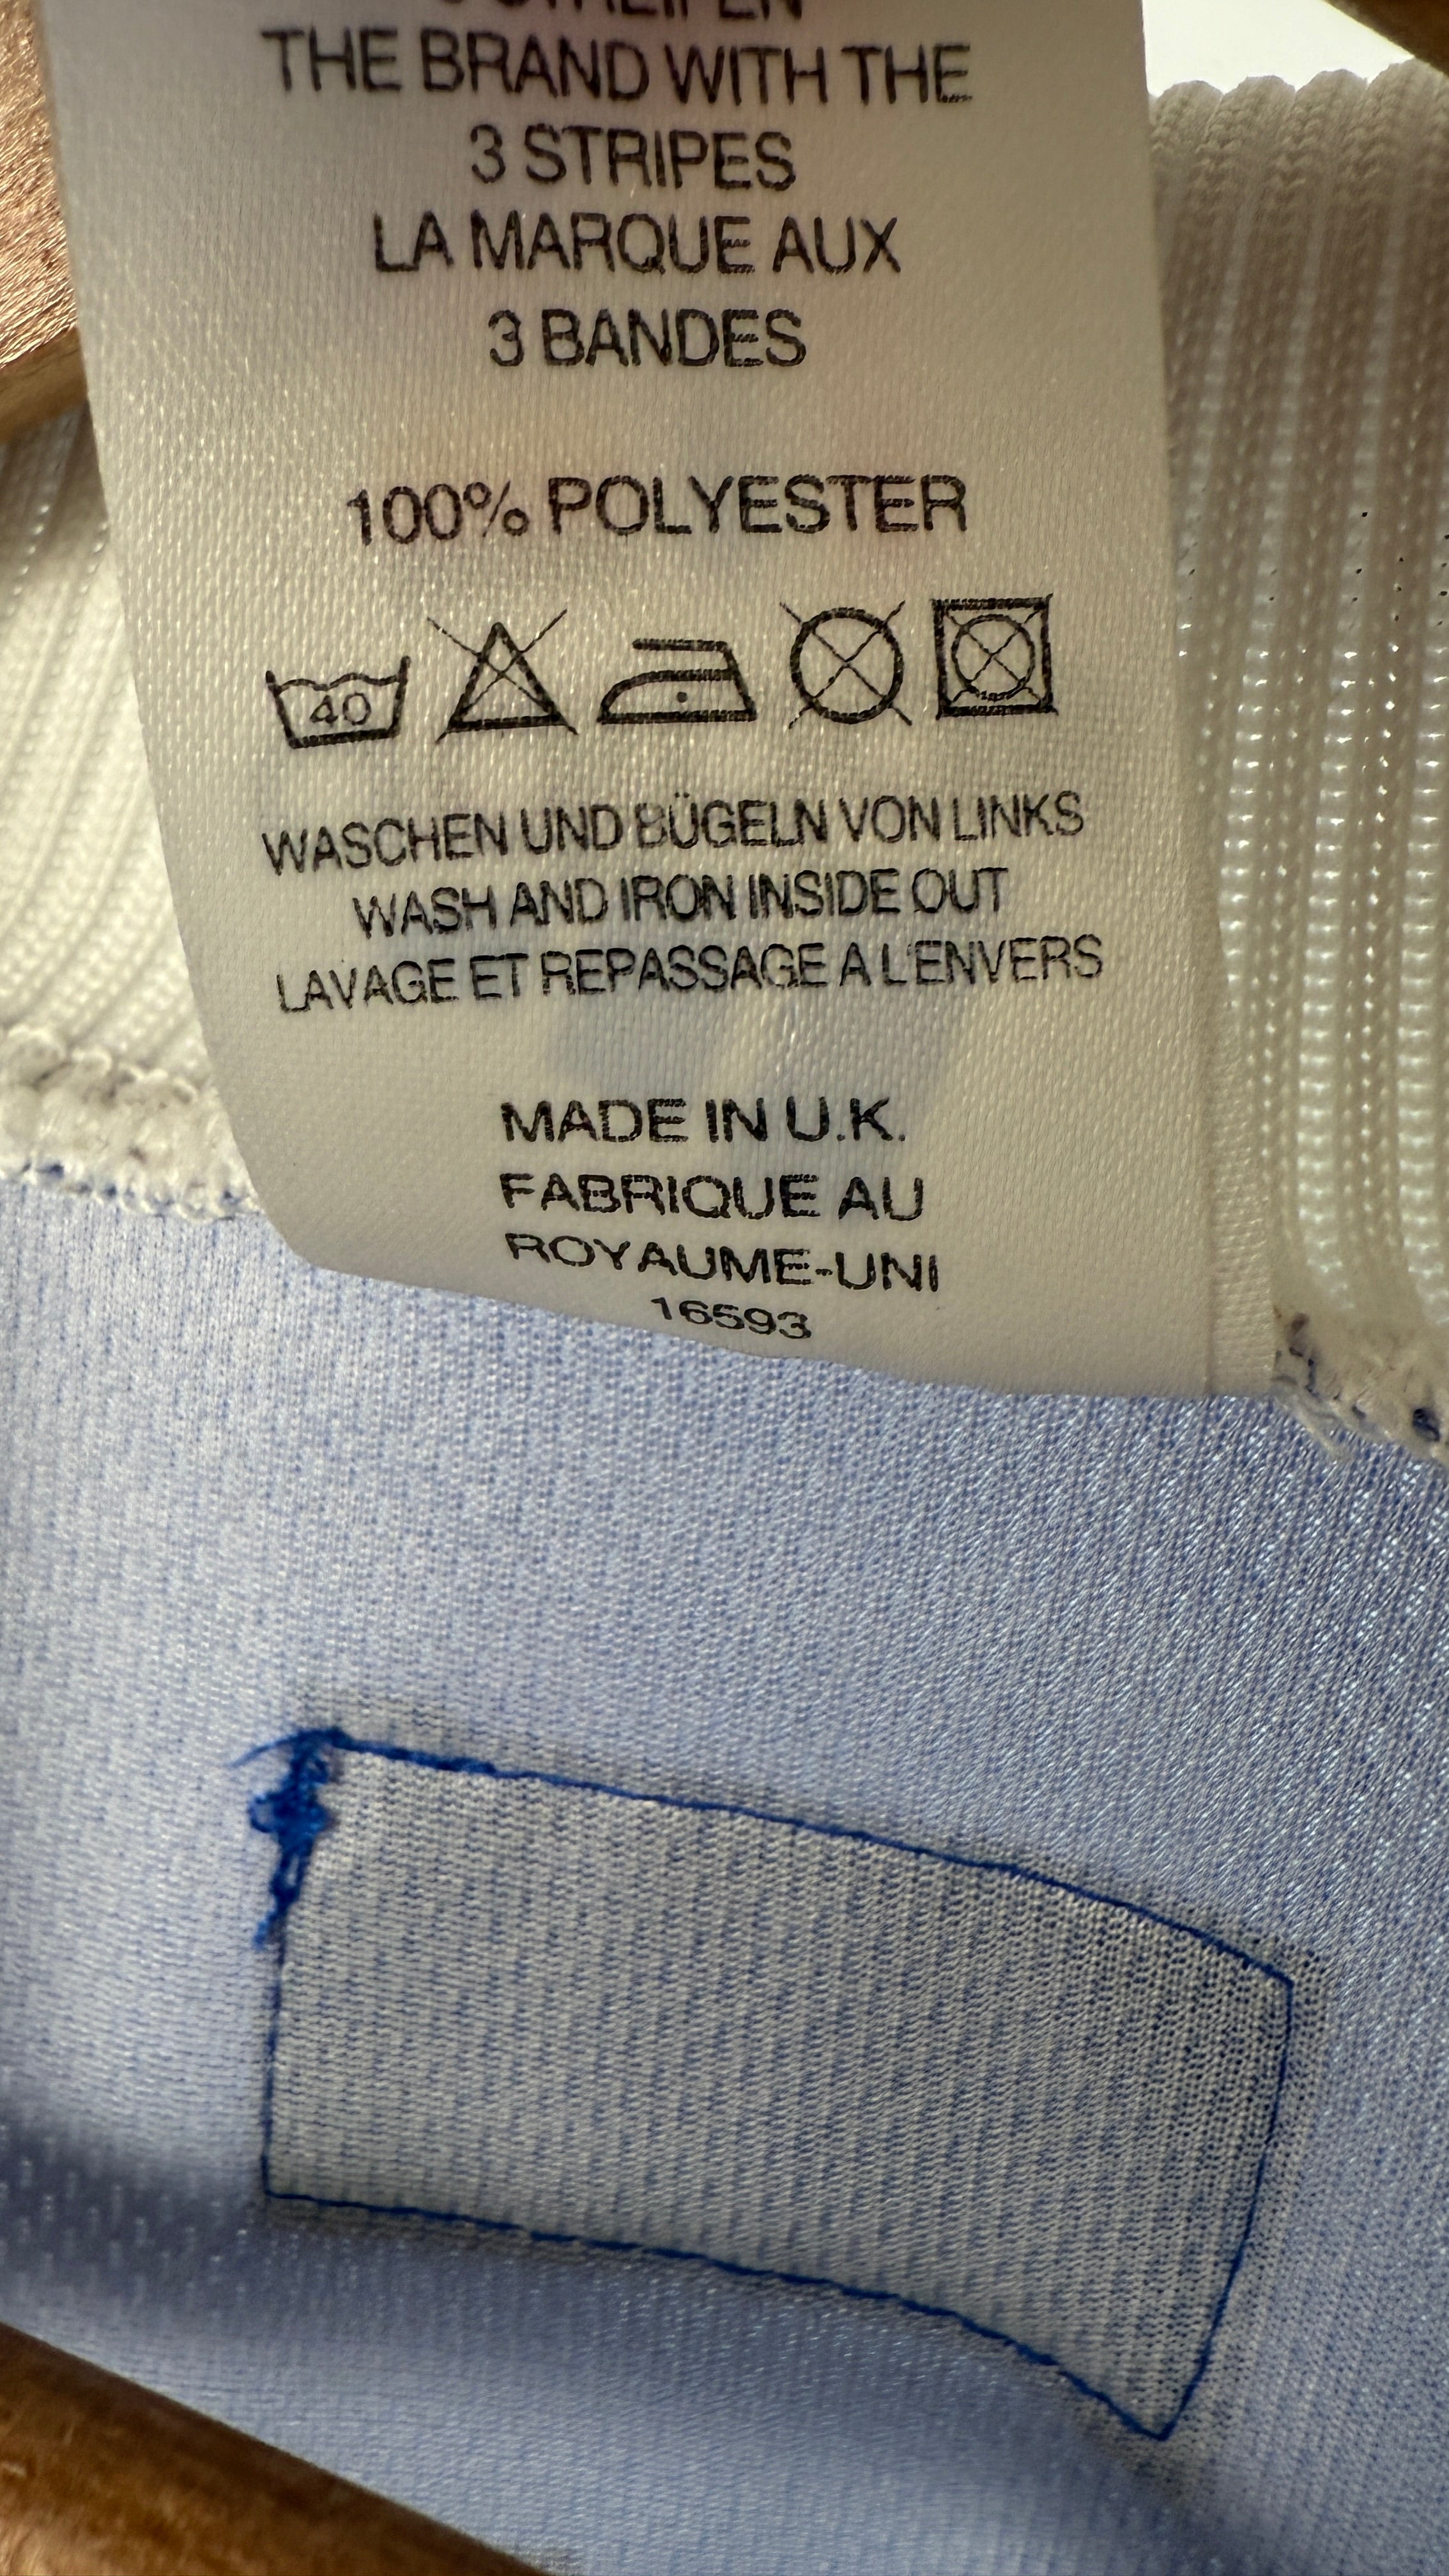 THE BRAND WITH THE
3 STRIPES
LA MARQUE AUX
3 BANDES
100% POLYESTER
40
WASCHEN UND BÜGELN VON LINKS
WASH AND IRON INSIDE OUT
LAVAGE ET REPASSAGE A L'ENVERS
MADE IN U.K.
FABRIQUE AU
ROYAUME-UNI
16593